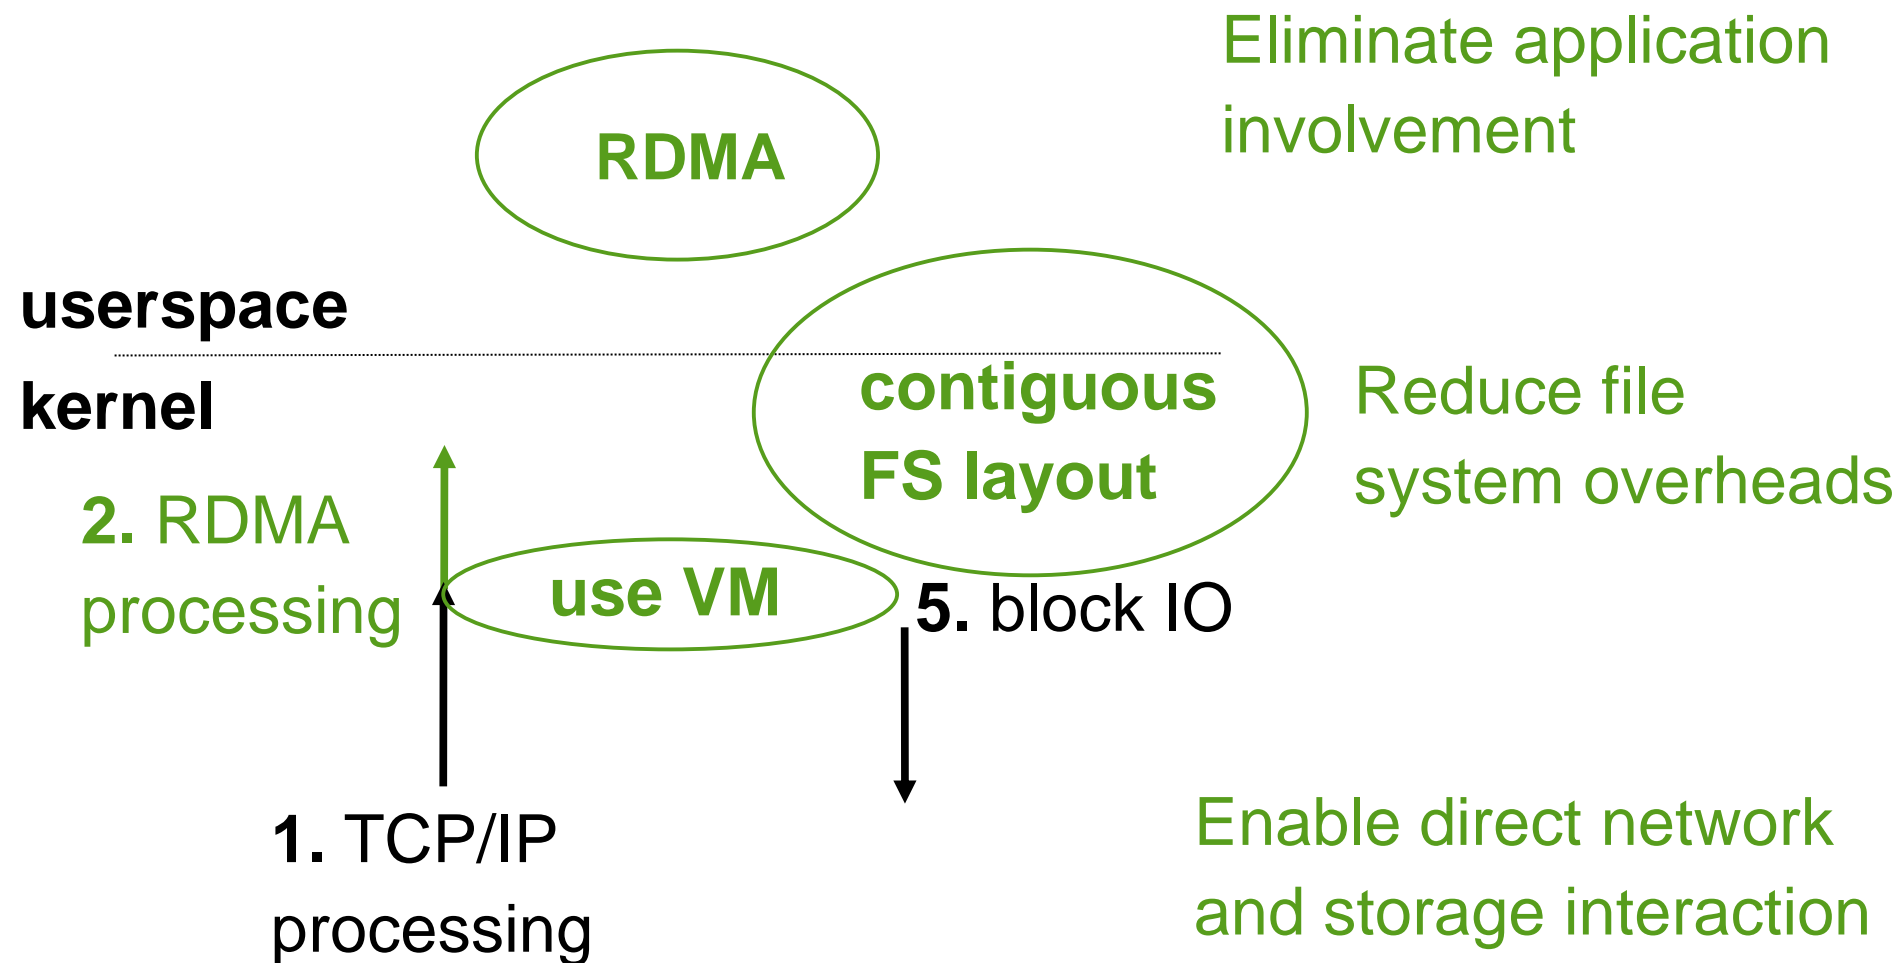 Eliminate application
involvement
RDMA
userspace
kernel
contiguous
FS layout
Reduce file
system overheads
2. RDMA
processing
use VM
5. block IO
1. TCP/IP
processing
Enable direct network
and storage interaction